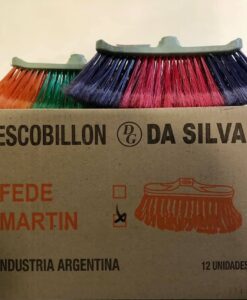 ESCOBILLON DG DA SILVA
FEDE
MARTIN
INDUSTRIA ARGENTINA
12 UNIDADES